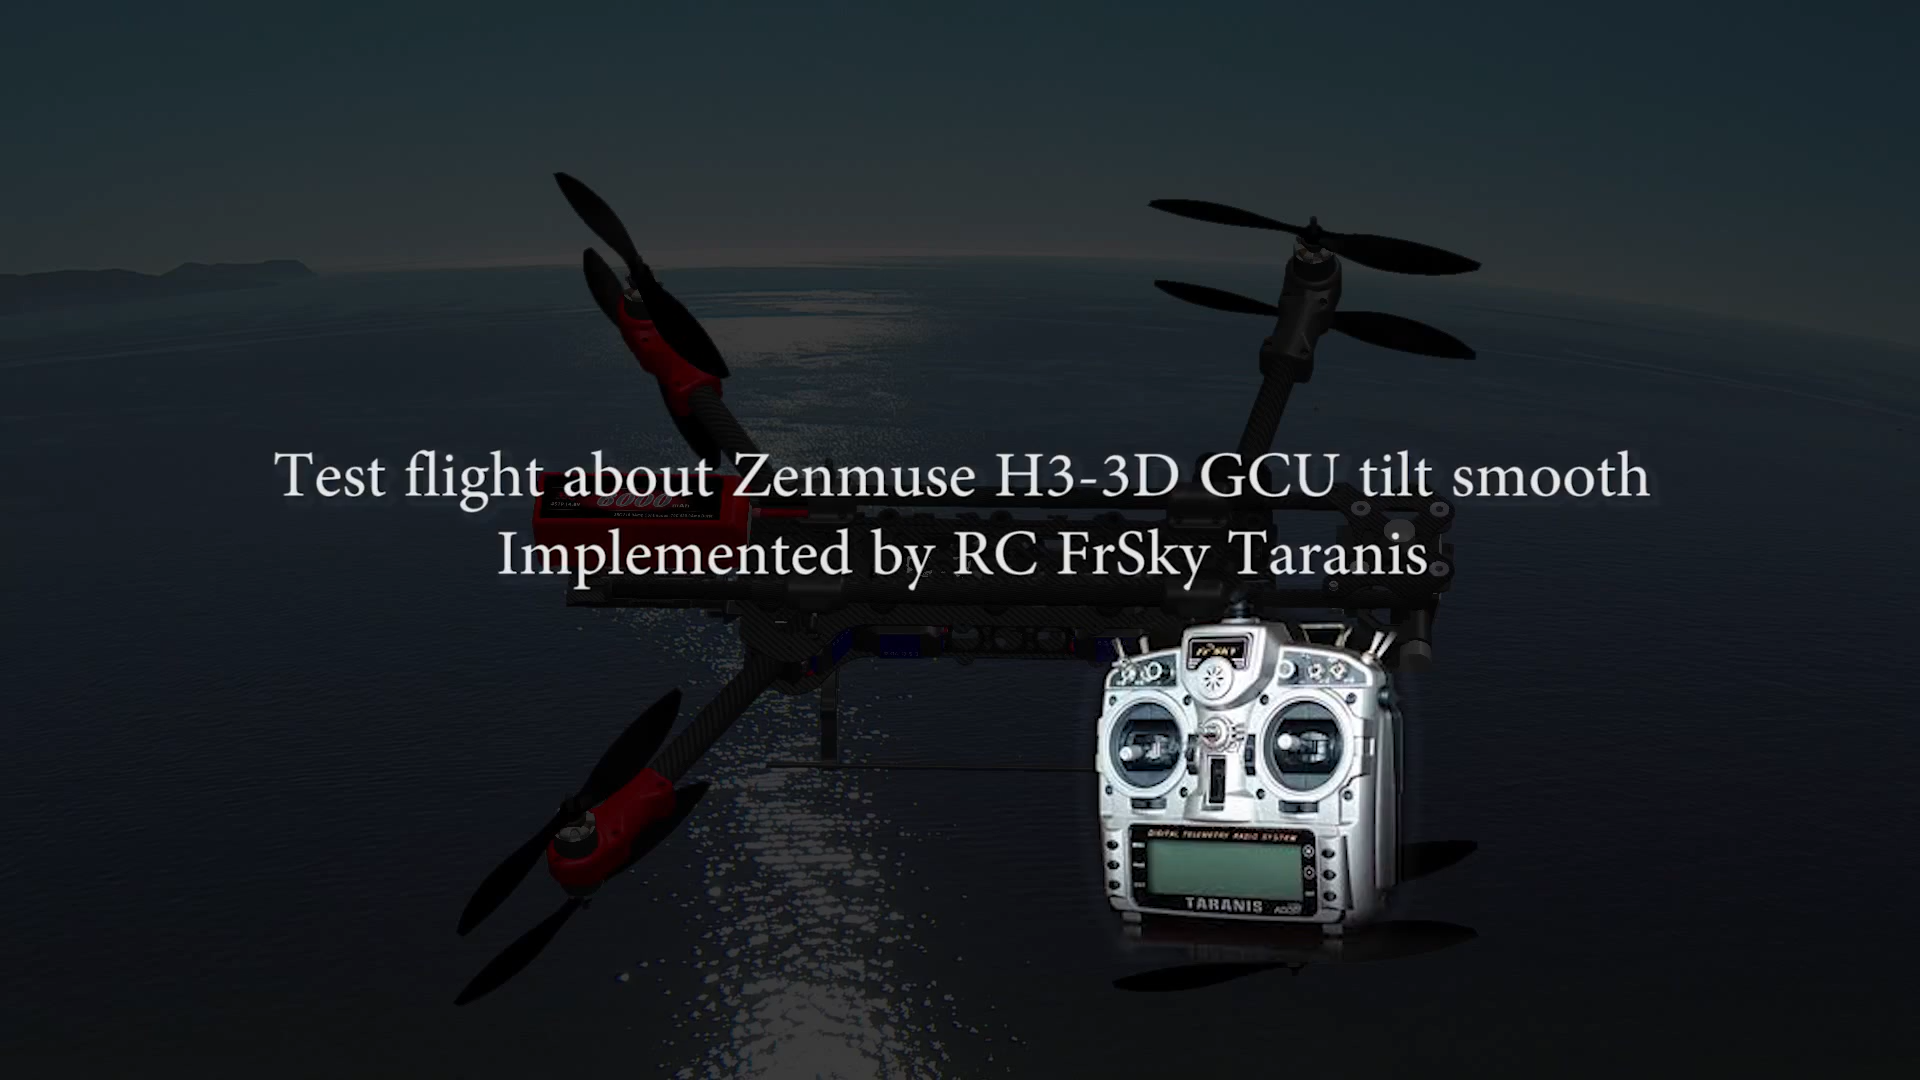 Test flight about Zenmuse H3-3D GCU tilt smooth
8000
Implemented by RC FrSky Taranis
FrSKY
DIGITAL TELEMETRY RADIO SYSTEM
TARANIS